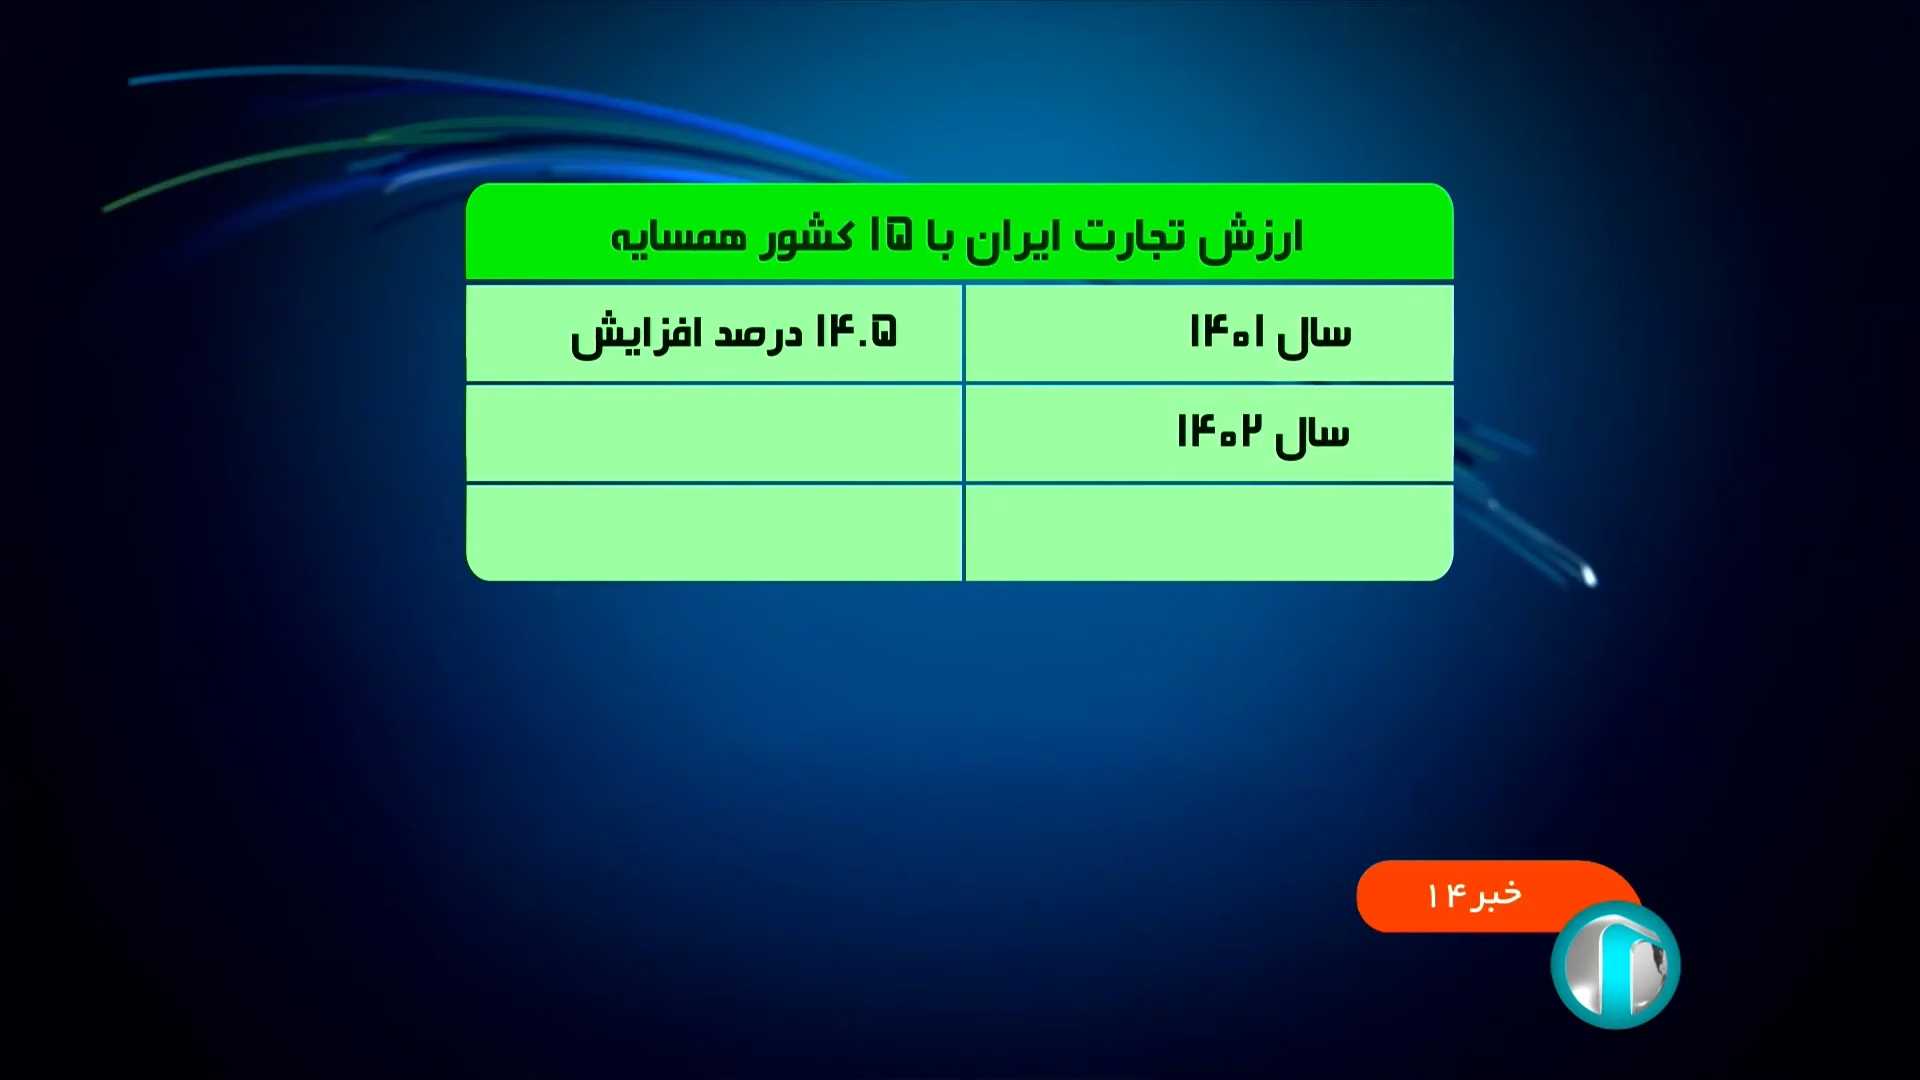 ارزش تجارت ایران با ۱۵ کشور همسایه
سال ۱۴۰۱
۱۴.۵ درصد افزایش
سال ۱۴۰۲
خبر ۱۴